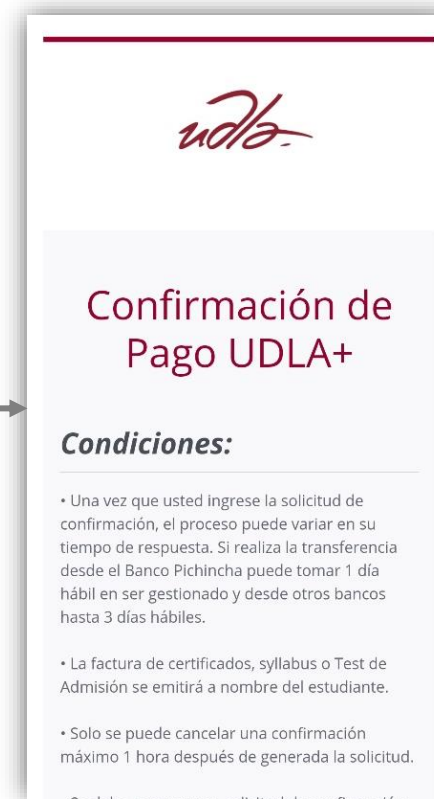 udla-
Confirmación de
Pago UDLA+
Condiciones:
• Una vez que usted ingrese la solicitud de
confirmación, el proceso puede variar en su
tiempo de respuesta. Si realiza la transferencia
desde el Banco Pichincha puede tomar 1 día
hábil en ser gestionado y desde otros bancos
hasta 3 días hábiles.
• La factura de certificados, syllabus o Test de
Admisión se emitirá a nombre del estudiante.
• Solo se puede cancelar una confirmación
máximo 1 hora después de generada la solicitud.